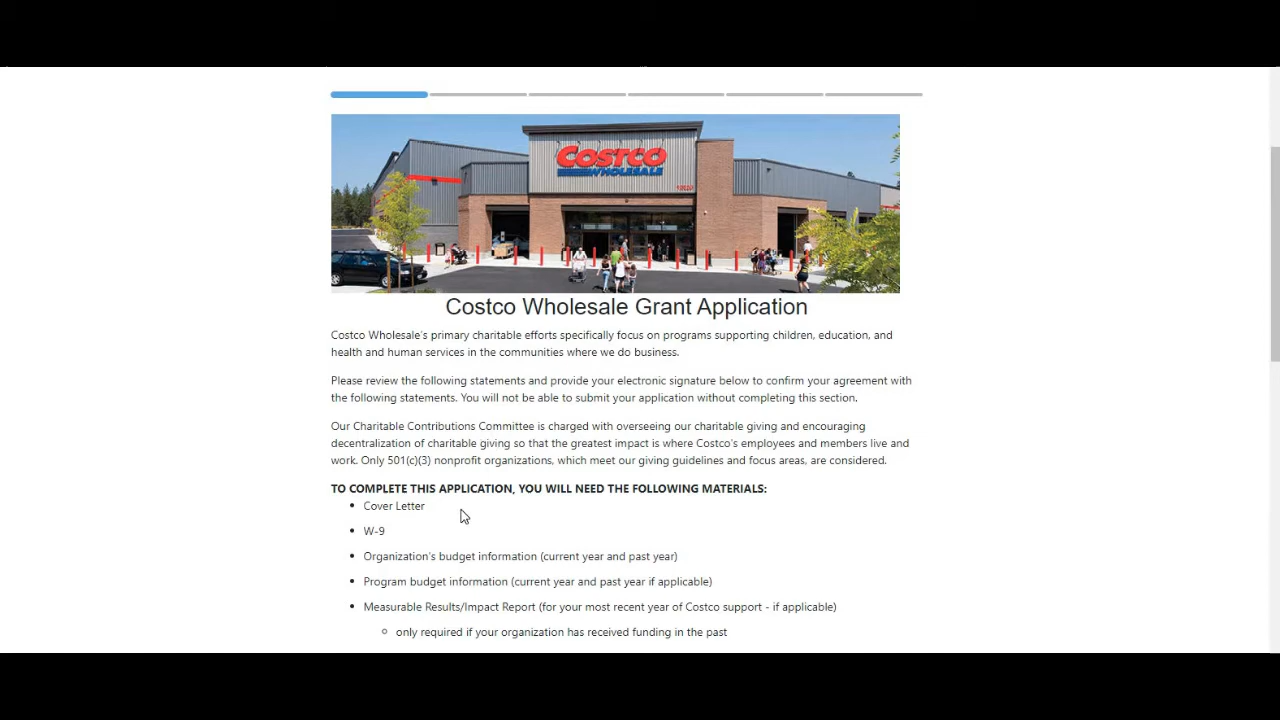 COSTCO
WHOLESALE
Costco Wholesale Grant Application
Costco Wholesale's primary charitable efforts specifically focus on programs supporting children, education, and
health and human services in the communities where we do business.
Please review the following statements and provide your electronic signature below to confirm your agreement with
the following statements. You will not be able to submit your application without completing this section.
Our Charitable Contributions Committee is charged with overseeing our charitable giving and encouraging
decentralization of charitable giving so that the greatest impact is where Costco's employees and members live and
work. Only 501(c)(3) nonprofit organizations, which meet our giving guidelines and focus areas, are considered.
TO COMPLETE THIS APPLICATION, YOU WILL NEED THE FOLLOWING MATERIALS:
Cover Letter
W-9
Organization's budget information (current year and past year)
Program budget information (current year and past year if applicable)
Measurable Results/Impact Report (for your most recent year of Costco support - if applicable)
only required if your organization has received funding in the past